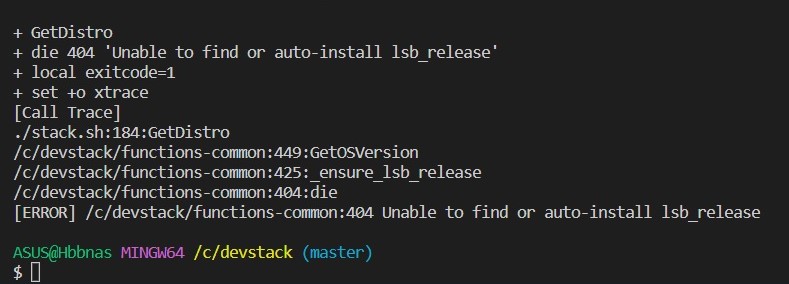 + GetDistro
+ die 404 'Unable to find or auto-install lsb_release'
+ local exitcode=1
+ set +o xtrace
[Call Trace]
./stack.sh:184:GetDistro
/c/devstack/functions-common:449:GetOSVersion
/c/devstack/functions-common:425:_ensure_lsb_release
/c/devstack/functions-common:404:die
[ERROR] /c/devstack/functions-common:404 Unable to find or auto-install lsb_release
ASUS@Hbbnas MINGW64 /c/devstack (master)
$